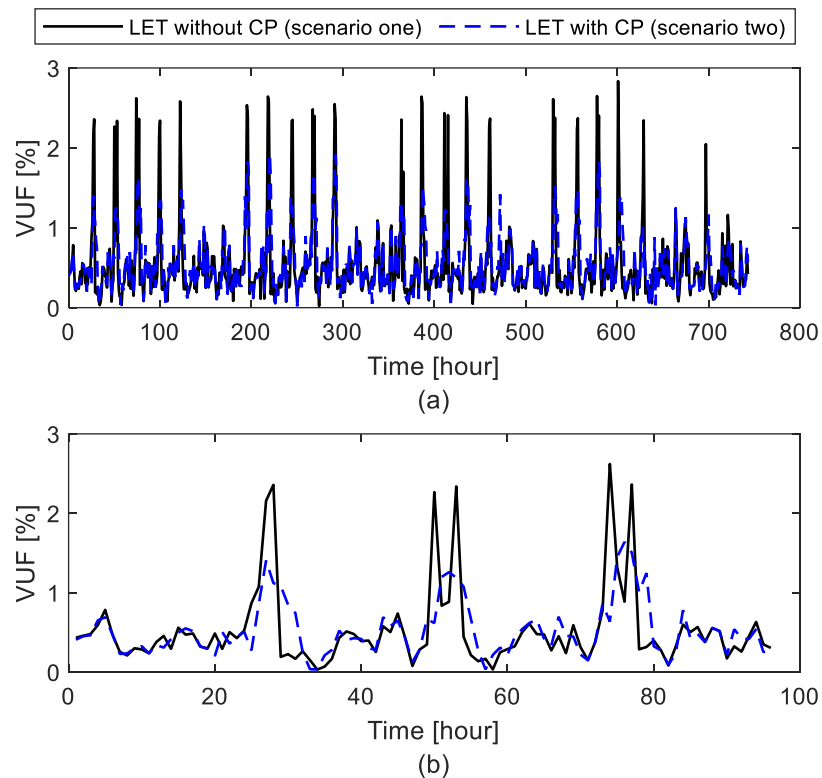 LET without CP (scenario one) LET with CP (scenario two)
3
2
1
0
VUF [%]
0 100 200 300 400 500 600 700 800
Time [hour]
(a)
3
2
1
0
VUF [%]
0 20 40 60 80 100
Time [hour]
(b)